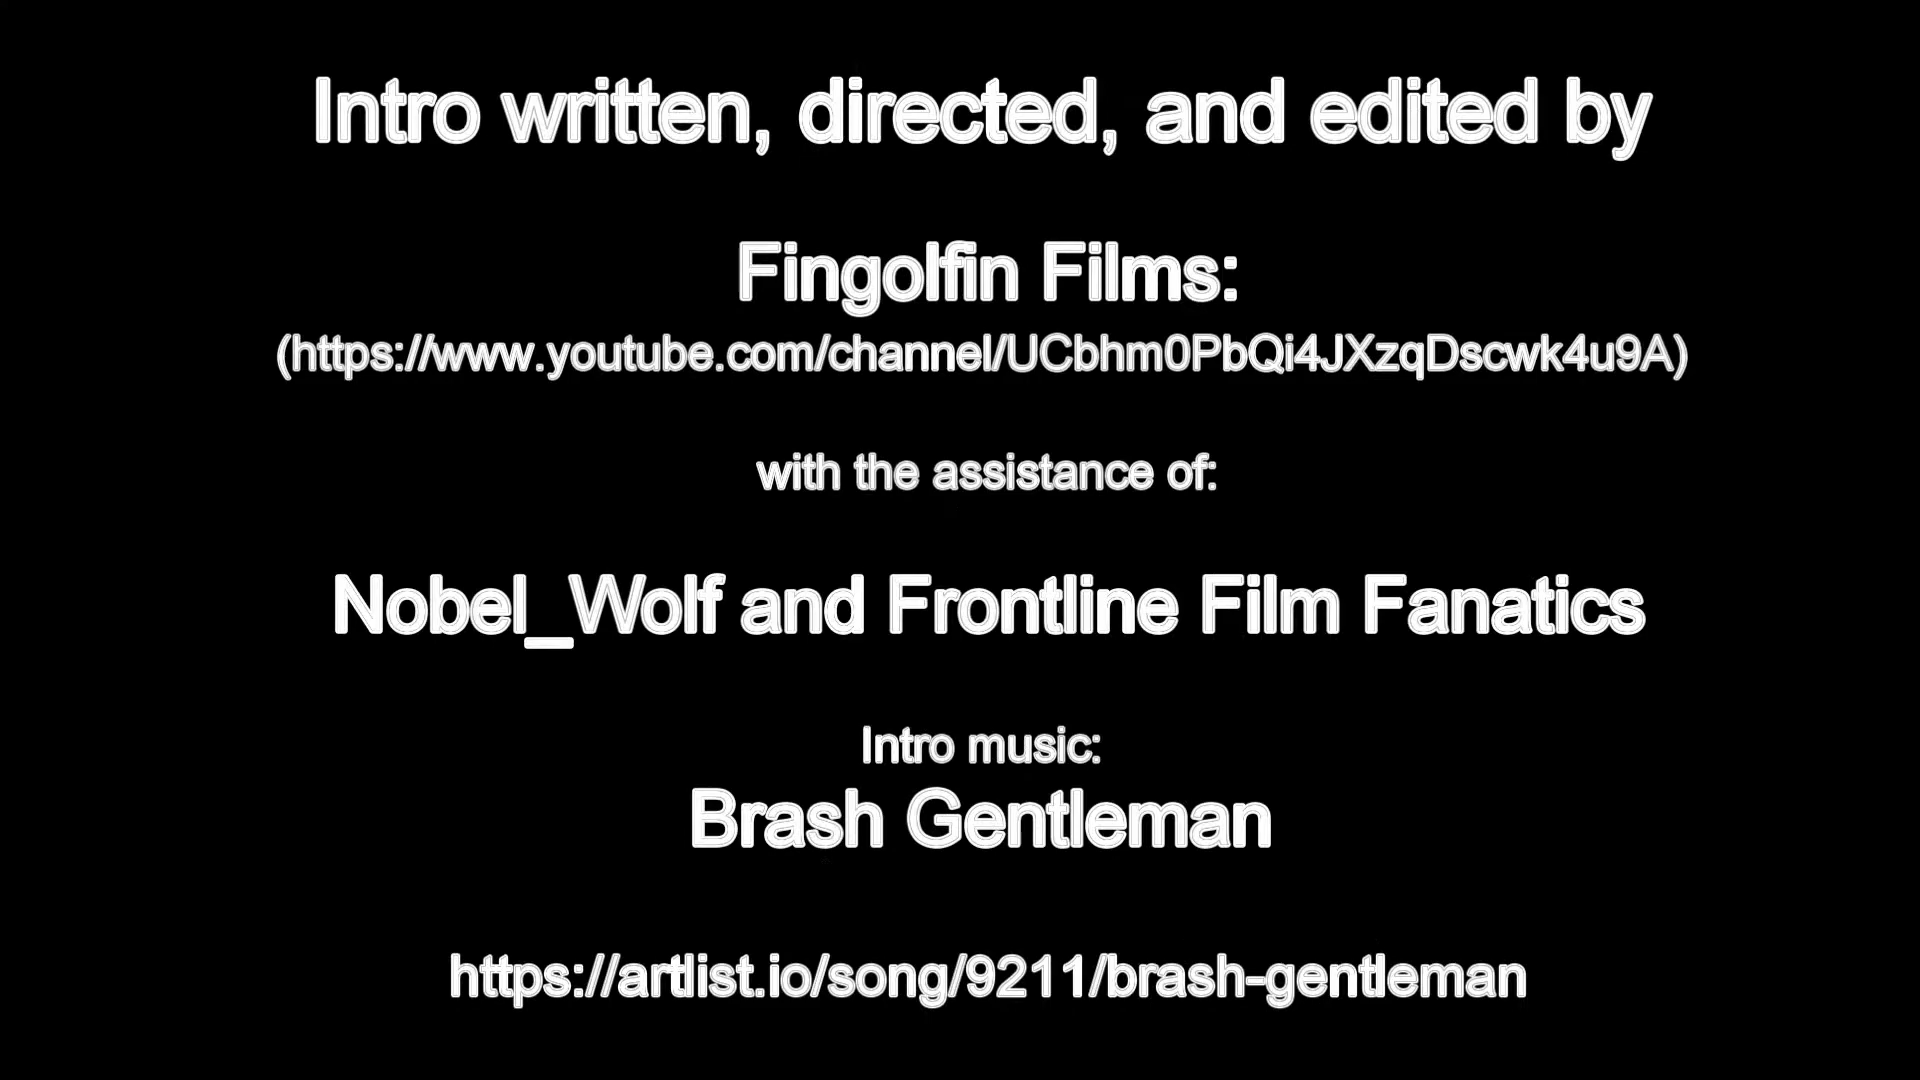 Intro written, directed, and edited by
Fingolfin Films:
(https://www.youtube.com/channel/UCbhm0PbQi4JXzqDscwk4u9A)
with the assistance of:
Nobel_Wolf and Frontline Film Fanatics
Intro music:
Brash Gentleman
https://artlist.io/song/9211/brash-gentleman